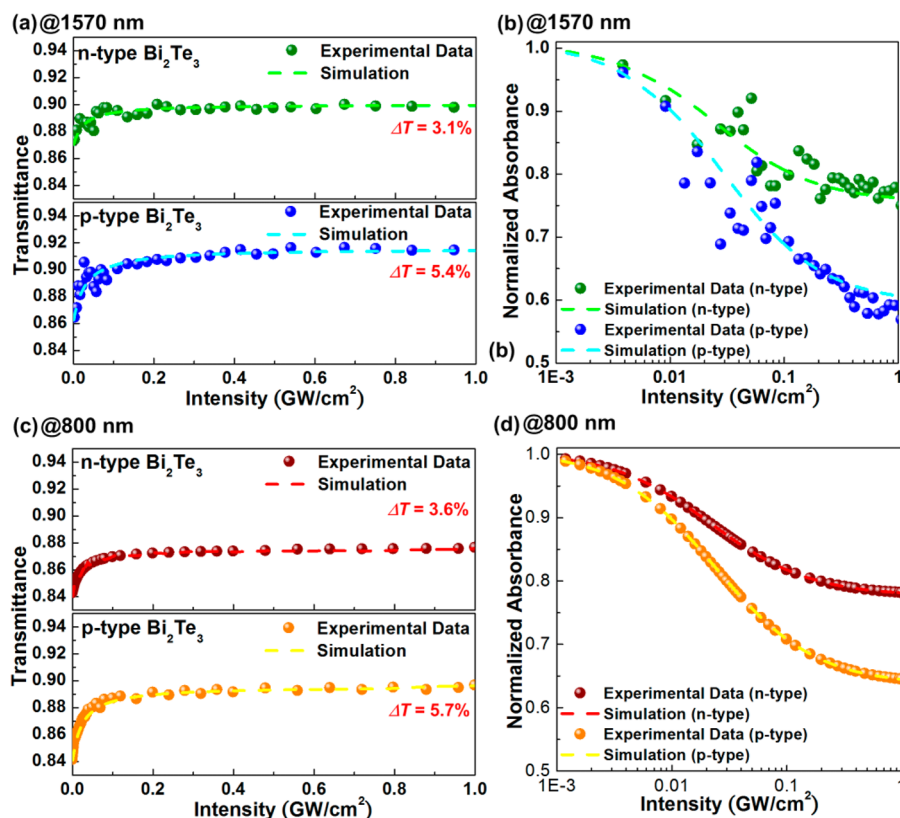 (a)@1570 nm
n-type Bi2Te3
Experimental Data
Simulation
ΔT = 3.1%
0.94
0.92
0.90
0.88
0.86
0.84
p-type Bi2Te3
Experimental Data
Simulation
ΔT = 5.4%
0.94
0.92
0.90
0.88
0.86
0.84
Transmittance
0.0 0.2 0.4 0.6 0.8 1.0
Intensity (GW/cm2)
(b)@1570 nm
1.0
0.9
0.8
0.7
0.6
0.5
Normalized Absorbance
Experimental Data (n-type)
Simulation (n-type)
Experimental Data (p-type)
Simulation (p-type)
(b)
1E-3 0.01 0.1 1
Intensity (GW/cm2)
(c)@800 nm
n-type Bi2Te3
Experimental Data
Simulation
ΔT = 3.6%
0.94
0.92
0.90
0.88
0.86
0.84
p-type Bi2Te3
Experimental Data
Simulation
ΔT = 5.7%
0.94
0.92
0.90
0.88
0.86
0.84
Transmittance
0.0 0.2 0.4 0.6 0.8 1.0
Intensity (GW/cm2)
(d)@800 nm
1.0
0.9
0.8
0.7
0.6
0.5
Normalized Absorbance
Experimental Data (n-type)
Simulation (n-type)
Experimental Data (p-type)
Simulation (p-type)
1E-3 0.01 0.1 1
Intensity (GW/cm2)